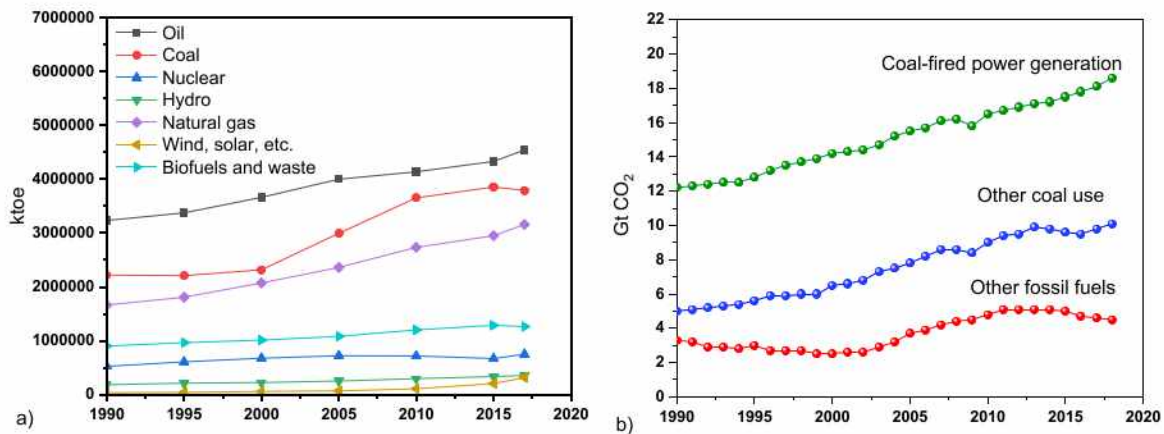 7000000
6000000
5000000
4000000
3000000
2000000
1000000
0
ktoe
Oil
Coal
Nuclear
Hydro
Natural gas
Wind, solar, etc.
Biofuels and waste
1990 1995 2000 2005 2010 2015 2020
a)
22
20
18
16
14
12
10
8
6
4
2
0
Gt CO₂
Coal-fired power generation
Other coal use
Other fossil fuels
1990 1995 2000 2005 2010 2015 2020
b)